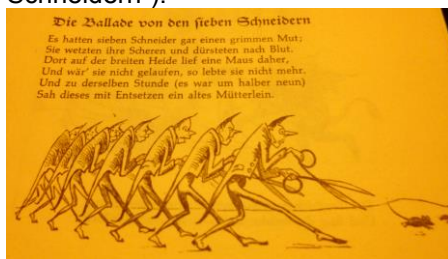 Schneidern").
Die Ballade von den sieben Schneidern
Es hatten sieben Schneider gar einen grimmen Mut;
Sie wetzten ihre Scheren und dürsteten nach Blut.
Dort auf der breiten Heide lief eine Maus daher,
Und wär' sie nicht gelaufen, so lebte sie nicht mehr.
Und zu derselben Stunde (es war um halber neun)
Sah dieses mit Entsetzen ein altes Mütterlein.